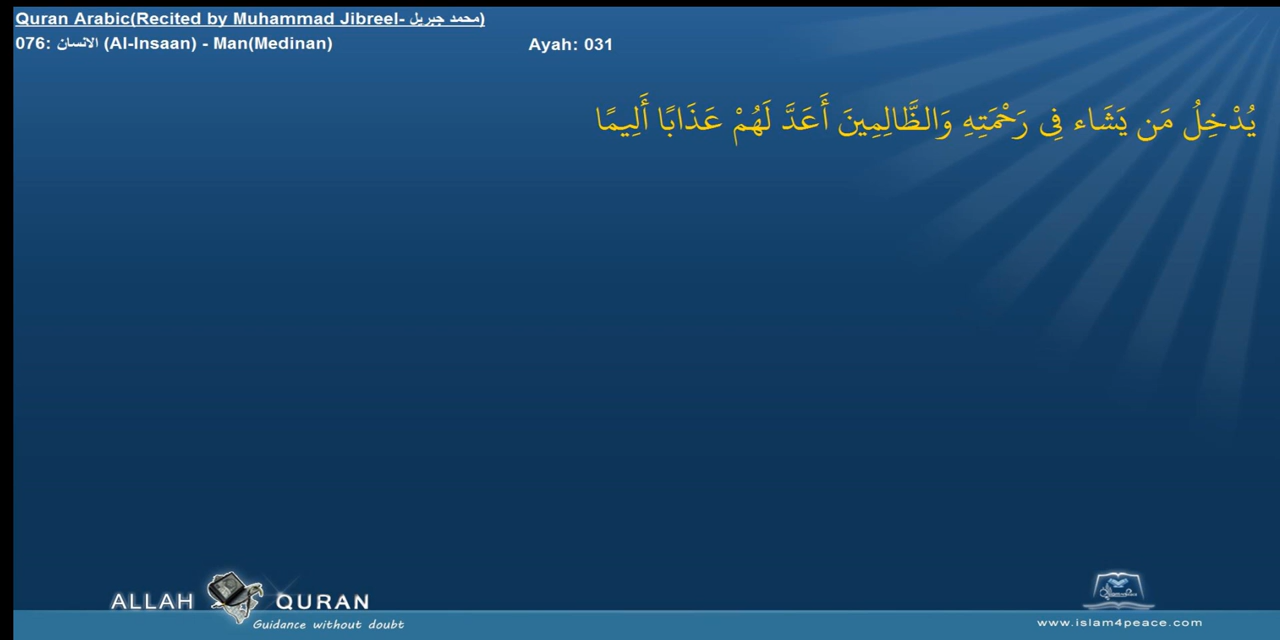 Quran Arabic(Recited by Muhammad Jibreel- محمد جبريل)
076: الانسان (Al-Insaan) - Man(Medinan) Ayah: 031
يُدْخِلُ مَن يَشَاء فِي رَحْمَتِهِ وَالظَّالِمِينَ أَعَدَّ لَهُمْ عَذَابًا أَلِيمًا
ALLAH QURAN
Guidance without doubt
www.islam4peace.com